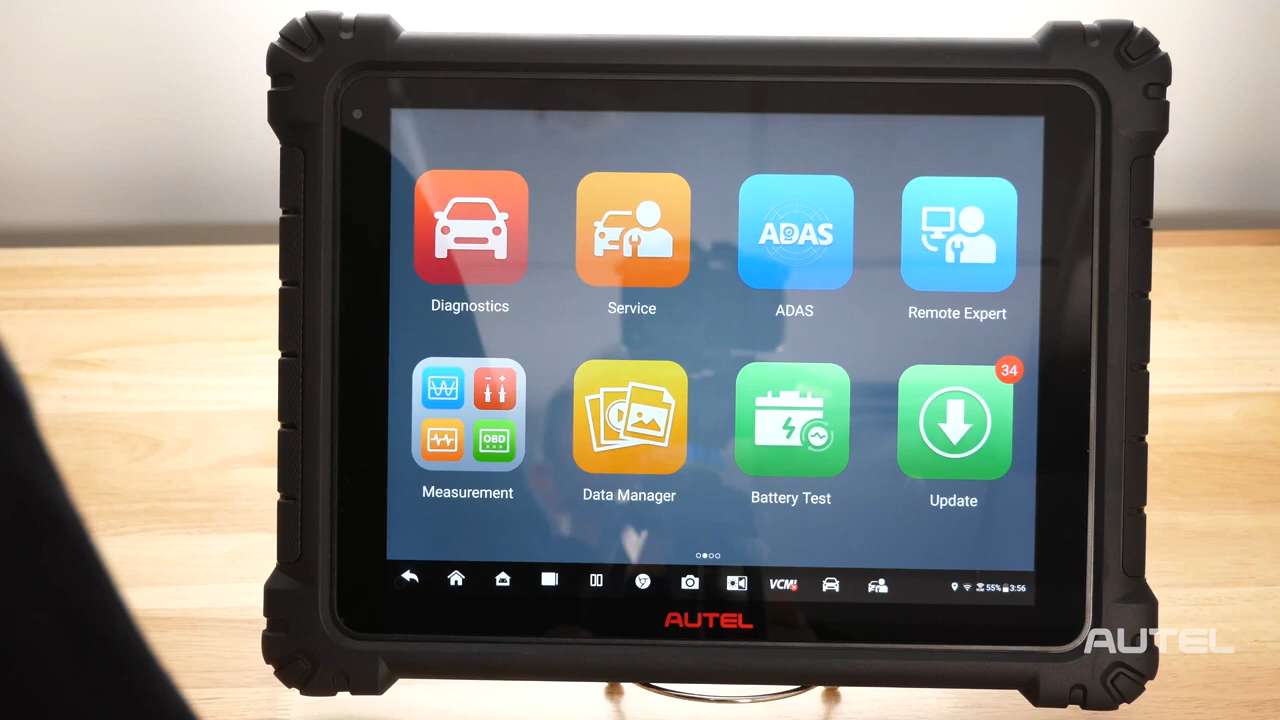 ADAS
Diagnostics
Service
ADAS
Remote Expert
34
OBD
Measurement
Data Manager
Battery Test
Update
VCMI
55%
3:56
AUTEL
AUTEL